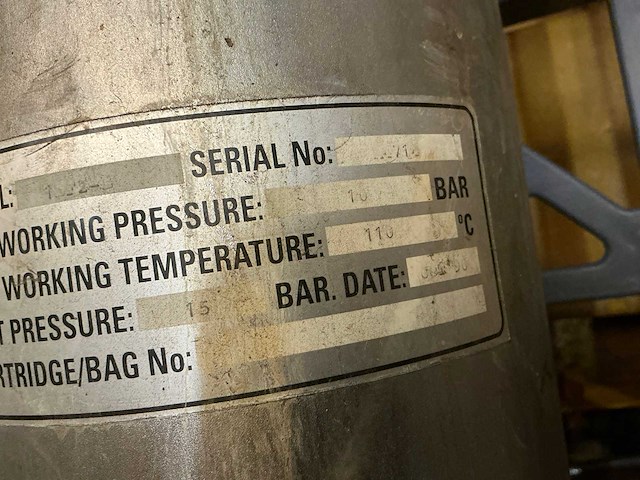 L: SERIAL No:
WORKING PRESSURE: 10 BAR
WORKING TEMPERATURE: 110 °C
T PRESSURE: 15 BAR. DATE:
RTRIDGE/BAG No: